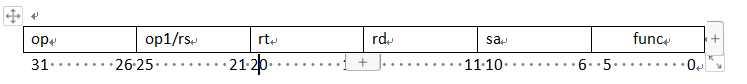 op op1/rs rt rd sa func
31 26 25 21 20 11 10 6 5 0